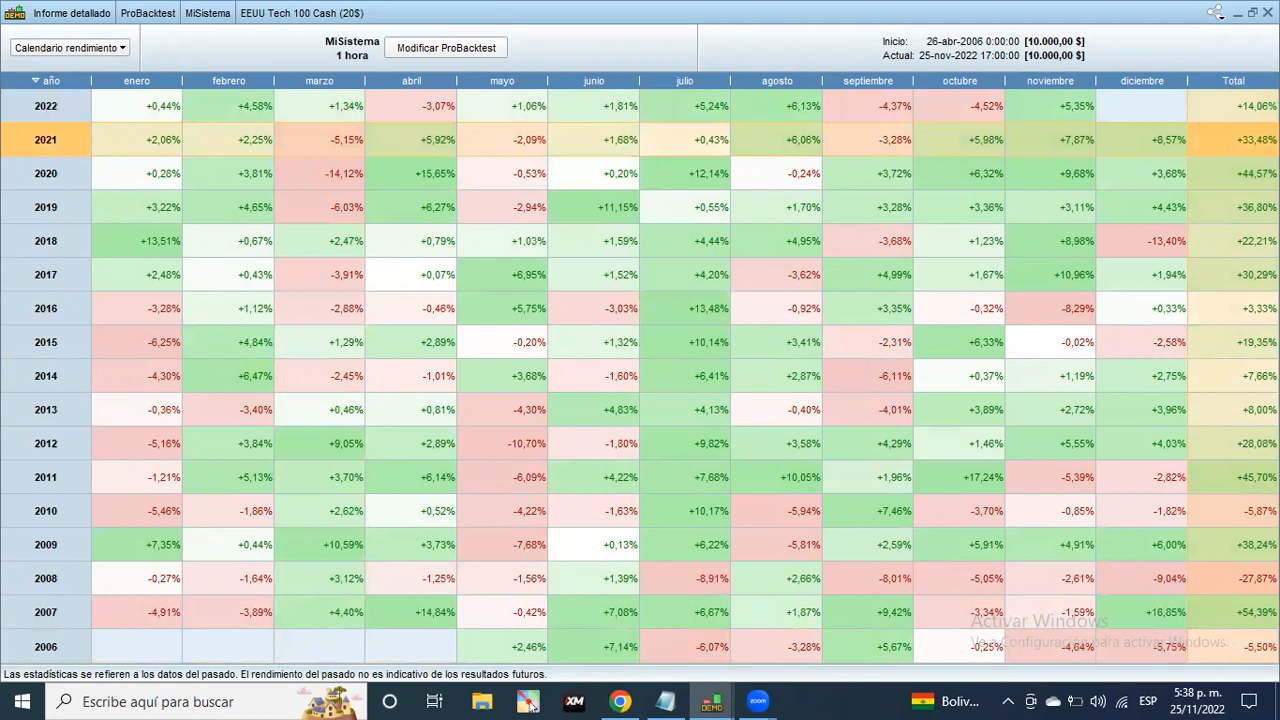 DEMO Informe detallado ProBacktest MiSistema EEUU Tech 100 Cash (20$)
Calendario rendimiento
MiSistema
1 hora
Modificar ProBacktest
Inicio: 26-abr-2006 0:00:00 [10.000,00 $]
Actual: 25-nov-2022 17:00:00 [10.000,00 $]
año enero febrero marzo abril mayo junio julio agosto septiembre octubre noviembre diciembre Total
2022 +0,44% +4,58% +1,34% -3,07% +1,06% +1,81% +5,24% +6,13% -4,37% -4,52% +5,35% +14,06%
2021 +2,06% +2,25% -5,15% +5,92% -2,09% +1,68% +0,43% +6,06% -3,28% +5,98% +7,87% +8,57% +33,48%
2020 +0,28% +3,81% -14,12% +15,65% -0,53% +0,20% +12,14% -0,24% +3,72% +6,32% +9,68% +3,68% +44,57%
2019 +3,22% +4,65% -6,03% +6,27% -2,94% +11,15% +0,55% +1,70% +3,28% +3,36% +3,11% +4,43% +36,80%
2018 +13,51% +0,67% +2,47% +0,79% +1,03% +1,59% +4,44% +4,95% -3,68% +1,23% +8,98% -13,40% +22,21%
2017 +2,48% +0,43% -3,91% +0,07% +6,95% +1,52% +4,20% -3,62% +4,99% +1,67% +10,96% +1,94% +30,29%
2016 -3,28% +1,12% -2,88% -0,46% +5,75% -3,03% +13,48% -0,92% +3,35% -0,32% -8,29% +0,33% +3,33%
2015 -6,25% +4,84% +1,29% +2,89% -0,20% +1,32% +10,14% +3,41% -2,31% +6,33% -0,02% -2,58% +19,35%
2014 -4,30% +6,47% -2,45% -1,01% +3,68% -1,60% +6,41% +2,87% -6,11% +0,37% +1,19% +2,75% +7,66%
2013 -0,36% -3,40% +0,46% +0,81% -4,30% +4,83% +4,13% -0,40% -4,01% +3,89% +2,72% +3,96% +8,00%
2012 -5,16% +3,84% +9,05% +2,89% -10,70% -1,80% +9,82% +3,58% +4,29% +1,46% +5,55% +4,03% +28,08%
2011 -1,21% +5,13% +3,70% +6,14% -6,09% +4,22% +7,68% +10,05% +1,96% +17,24% -5,39% -2,82% +45,70%
2010 -5,46% -1,86% +2,62% +0,52% -4,22% -1,63% +10,17% -5,94% +7,46% -3,70% -0,85% -1,82% -5,87%
2009 +7,35% +0,44% +10,59% +3,73% -7,68% +0,13% +6,22% -5,81% +2,59% +5,91% +4,91% +6,00% +38,24%
2008 -0,27% -1,64% +3,12% -1,25% -1,56% +1,39% -8,91% +2,66% -8,01% -5,05% -2,61% -9,04% -27,87%
2007 -4,91% -3,89% +4,40% +14,84% -0,42% +7,08% +6,67% +1,87% +9,42% -3,34% -1,59% +16,85% +54,39%
Activar Windows
2006 +2,46% +7,14% -6,07% -3,28% +5,67% -0,25% -4,64% -5,75% -5,50%
Ve a Configuración para activar Windows.
Las estadísticas se refieren a los datos del pasado. El rendimiento del pasado no es indicativo de los resultados futuros.
Escribe aquí para buscar
XM
DEMO
zoom
Boliv...
ESP
5:38 p. m.
25/11/2022